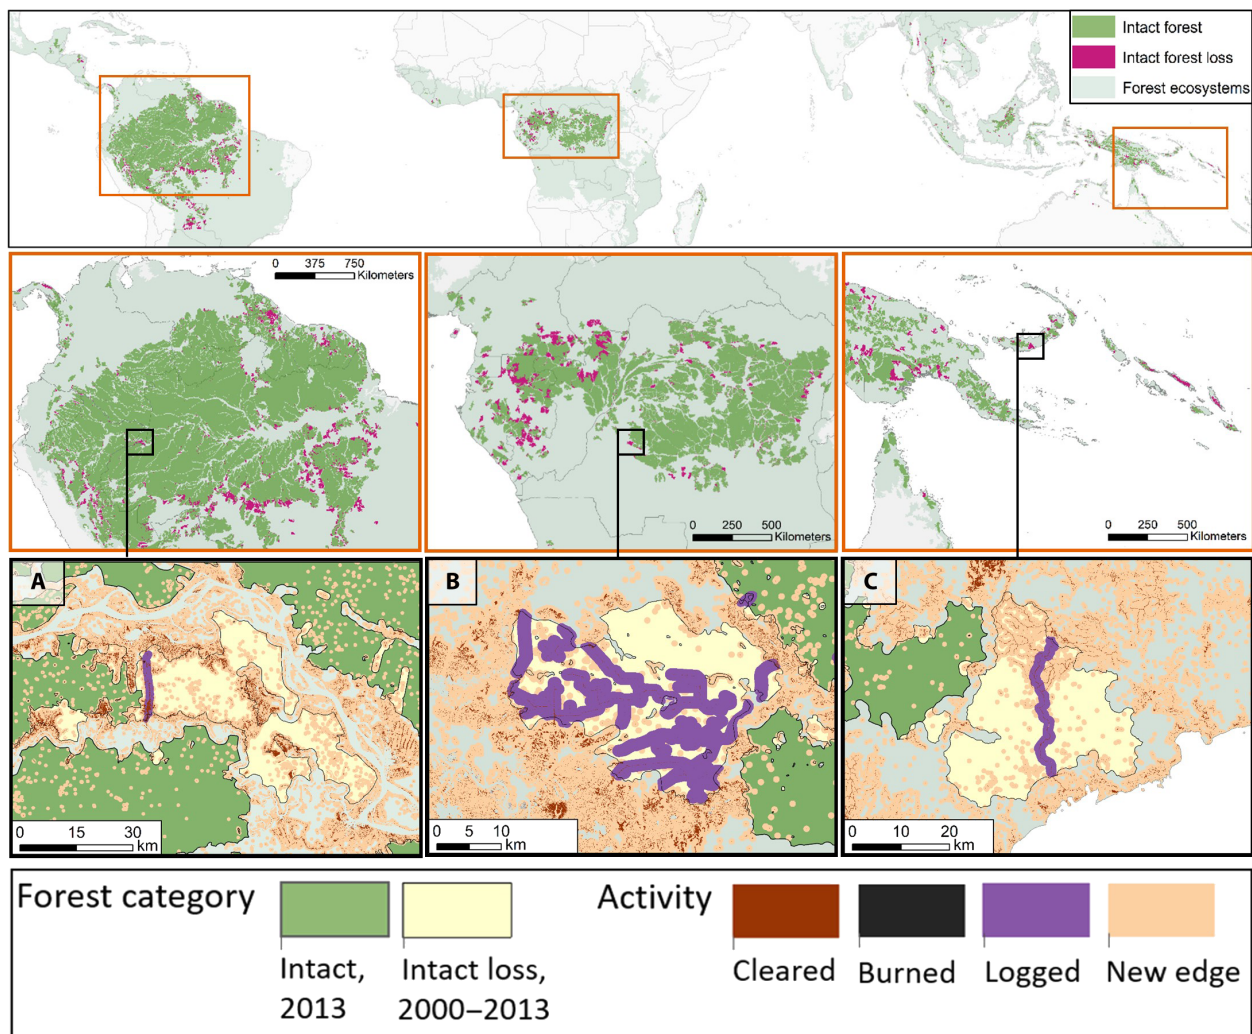 Intact forest
Intact forest loss
Forest ecosystems
0 375 750
Kilometers
0 250 500
Kilometers
0 250 500
Kilometers
A
B
C
0 15 30
km
0 5 10
km
0 10 20
km
Forest category
Intact,
2013
Intact loss,
2000–2013
Activity
Cleared
Burned
Logged
New edge